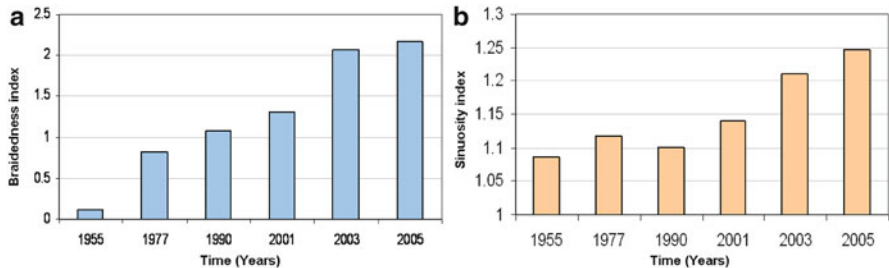 a
Braidedness index
2.5
2
1.5
1
0.5
0
1955 1977 1990 2001 2003 2005
Time (Years)
b
Sinuosity index
1.3
1.25
1.2
1.15
1.1
1.05
1
1955 1977 1990 2001 2003 2005
Time (Years)